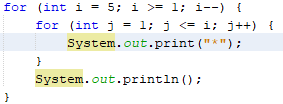 for (int i = 5; i >= 1; i--) {
    for (int j = 1; j <= i; j++) {
        System.out.print("*");
    }
    System.out.println();
}